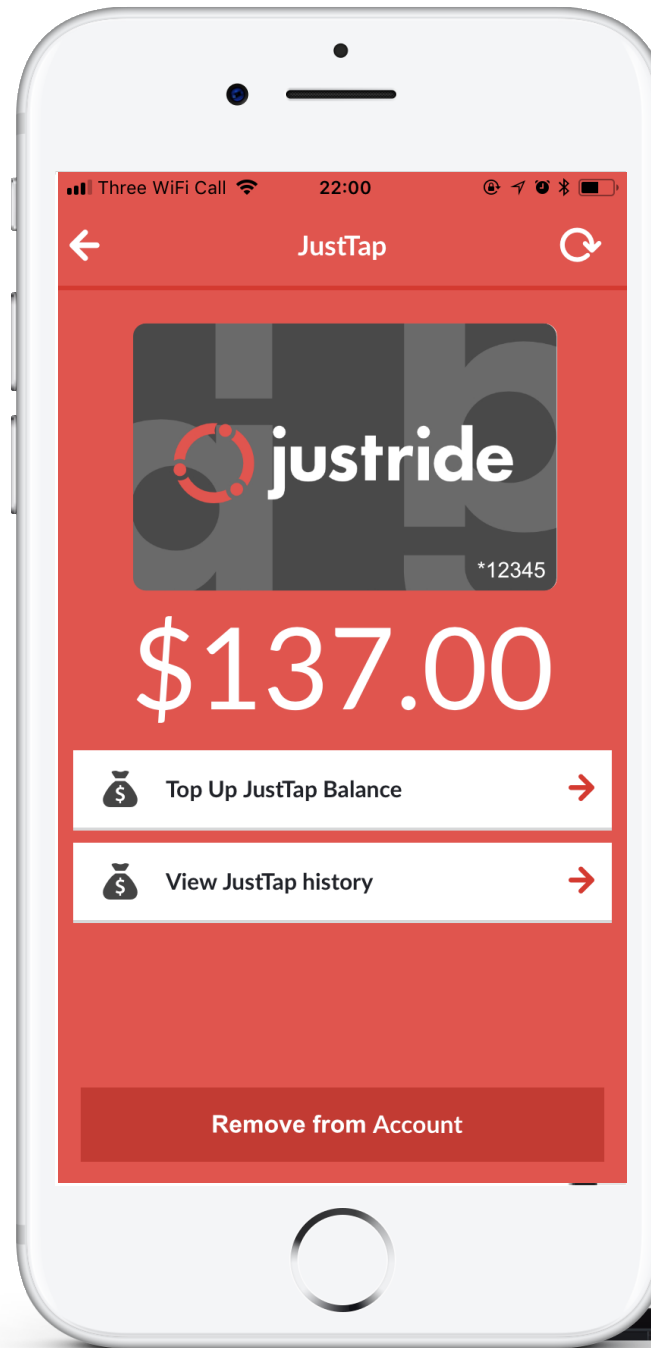 Three WiFi Call 22:00
JustTap
justride
*12345
$137.00
$ Top Up JustTap Balance
$ View JustTap history
Remove from Account